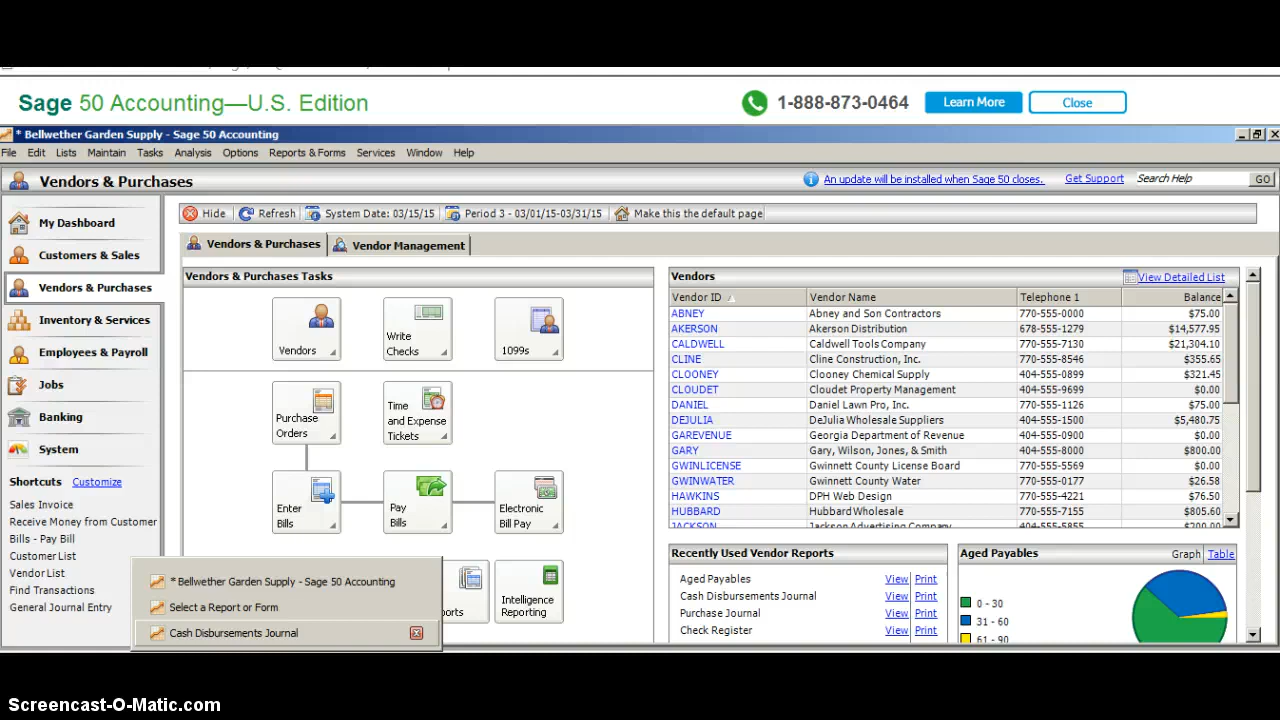 Sage 50 Accounting—U.S. Edition
1-888-873-0464
Learn More
Close
* Bellwether Garden Supply - Sage 50 Accounting
File Edit Lists Maintain Tasks Analysis Options Reports & Forms Services Window Help
Vendors & Purchases
An update will be installed when Sage 50 closes.
Get Support
Search Help
GO
My Dashboard
Customers & Sales
Vendors & Purchases
Inventory & Services
Employees & Payroll
Jobs
Banking
System
Shortcuts Customize
Sales Invoice
Receive Money from Customer
Bills - Pay Bill
Customer List
Vendor List
Find Transactions
General Journal Entry
Hide Refresh System Date: 03/15/15 Period 3 - 03/01/15-03/31/15 Make this the default page
Vendors & Purchases Vendor Management
Vendors & Purchases Tasks
Vendors
Write
Checks
1099s
Purchase
Orders
Time
and Expense
Tickets
Enter
Bills
Pay
Bills
Electronic
Bill Pay
Intelligence
Reporting
* Bellwether Garden Supply - Sage 50 Accounting
Select a Report or Form
Cash Disbursements Journal
Vendors View Detailed List
Vendor ID Vendor Name Telephone 1 Balance
ABNEY Abney and Son Contractors 770-555-0000 $75.00
AKERSON Akerson Distribution 678-555-1279 $14,577.95
CALDWELL Caldwell Tools Company 770-555-7130 $21,304.10
CLINE Cline Construction, Inc. 770-555-8546 $355.65
CLOONEY Clooney Chemical Supply 404-555-0899 $321.45
CLOUDET Cloudet Property Management 404-555-9699 $0.00
DANIEL Daniel Lawn Pro, Inc. 770-555-1126 $75.00
DEJULIA DeJulia Wholesale Suppliers 404-555-1500 $5,480.75
GAREVENUE Georgia Department of Revenue 404-555-0900 $0.00
GARY Gary, Wilson, Jones, & Smith 404-555-8000 $800.00
GWINLICENSE Gwinnett County License Board 770-555-5569 $0.00
GWINWATER Gwinnett County Water 770-555-0177 $26.58
HAWKINS DPH Web Design 770-555-4221 $76.50
HUBBARD Hubbard Wholesale 770-555-7155 $805.60
JACKSON Jackson Advertising Company 404-555-5855 $200.00
Recently Used Vendor Reports
Aged Payables View Print
Cash Disbursements Journal View Print
Purchase Journal View Print
Check Register View Print
Aged Payables Graph Table
0 - 30
31 - 60
61 - 90
Screencast-O-Matic.com